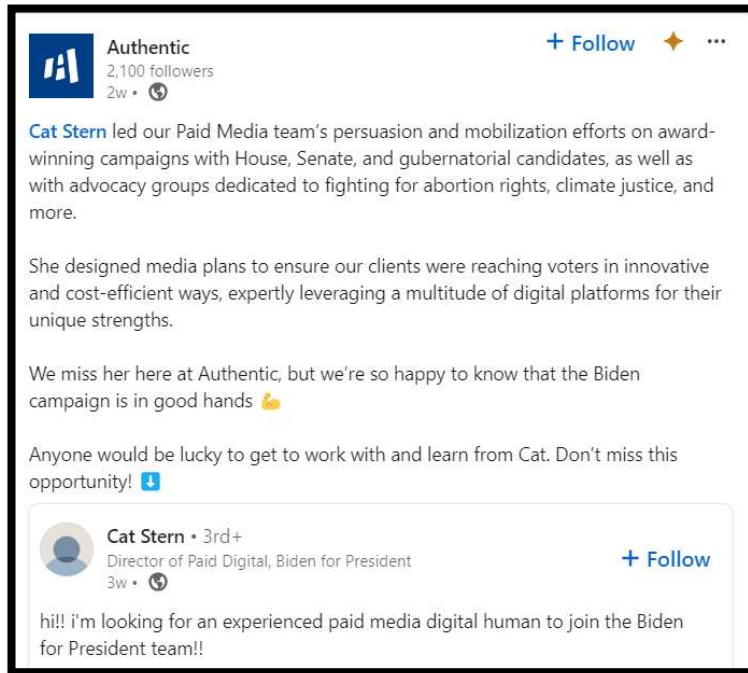 Authentic
+ Follow
2,100 followers
2w •
Cat Stern led our Paid Media team's persuasion and mobilization efforts on award-
winning campaigns with House, Senate, and gubernatorial candidates, as well as
with advocacy groups dedicated to fighting for abortion rights, climate justice, and
more.
She designed media plans to ensure our clients were reaching voters in innovative
and cost-efficient ways, expertly leveraging a multitude of digital platforms for their
unique strengths.
We miss her here at Authentic, but we're so happy to know that the Biden
campaign is in good hands 💪
Anyone would be lucky to get to work with and learn from Cat. Don't miss this
opportunity! ⬇️
Cat Stern • 3rd+
Director of Paid Digital, Biden for President
+ Follow
3w •
hi!! i'm looking for an experienced paid media digital human to join the Biden
for President team!!